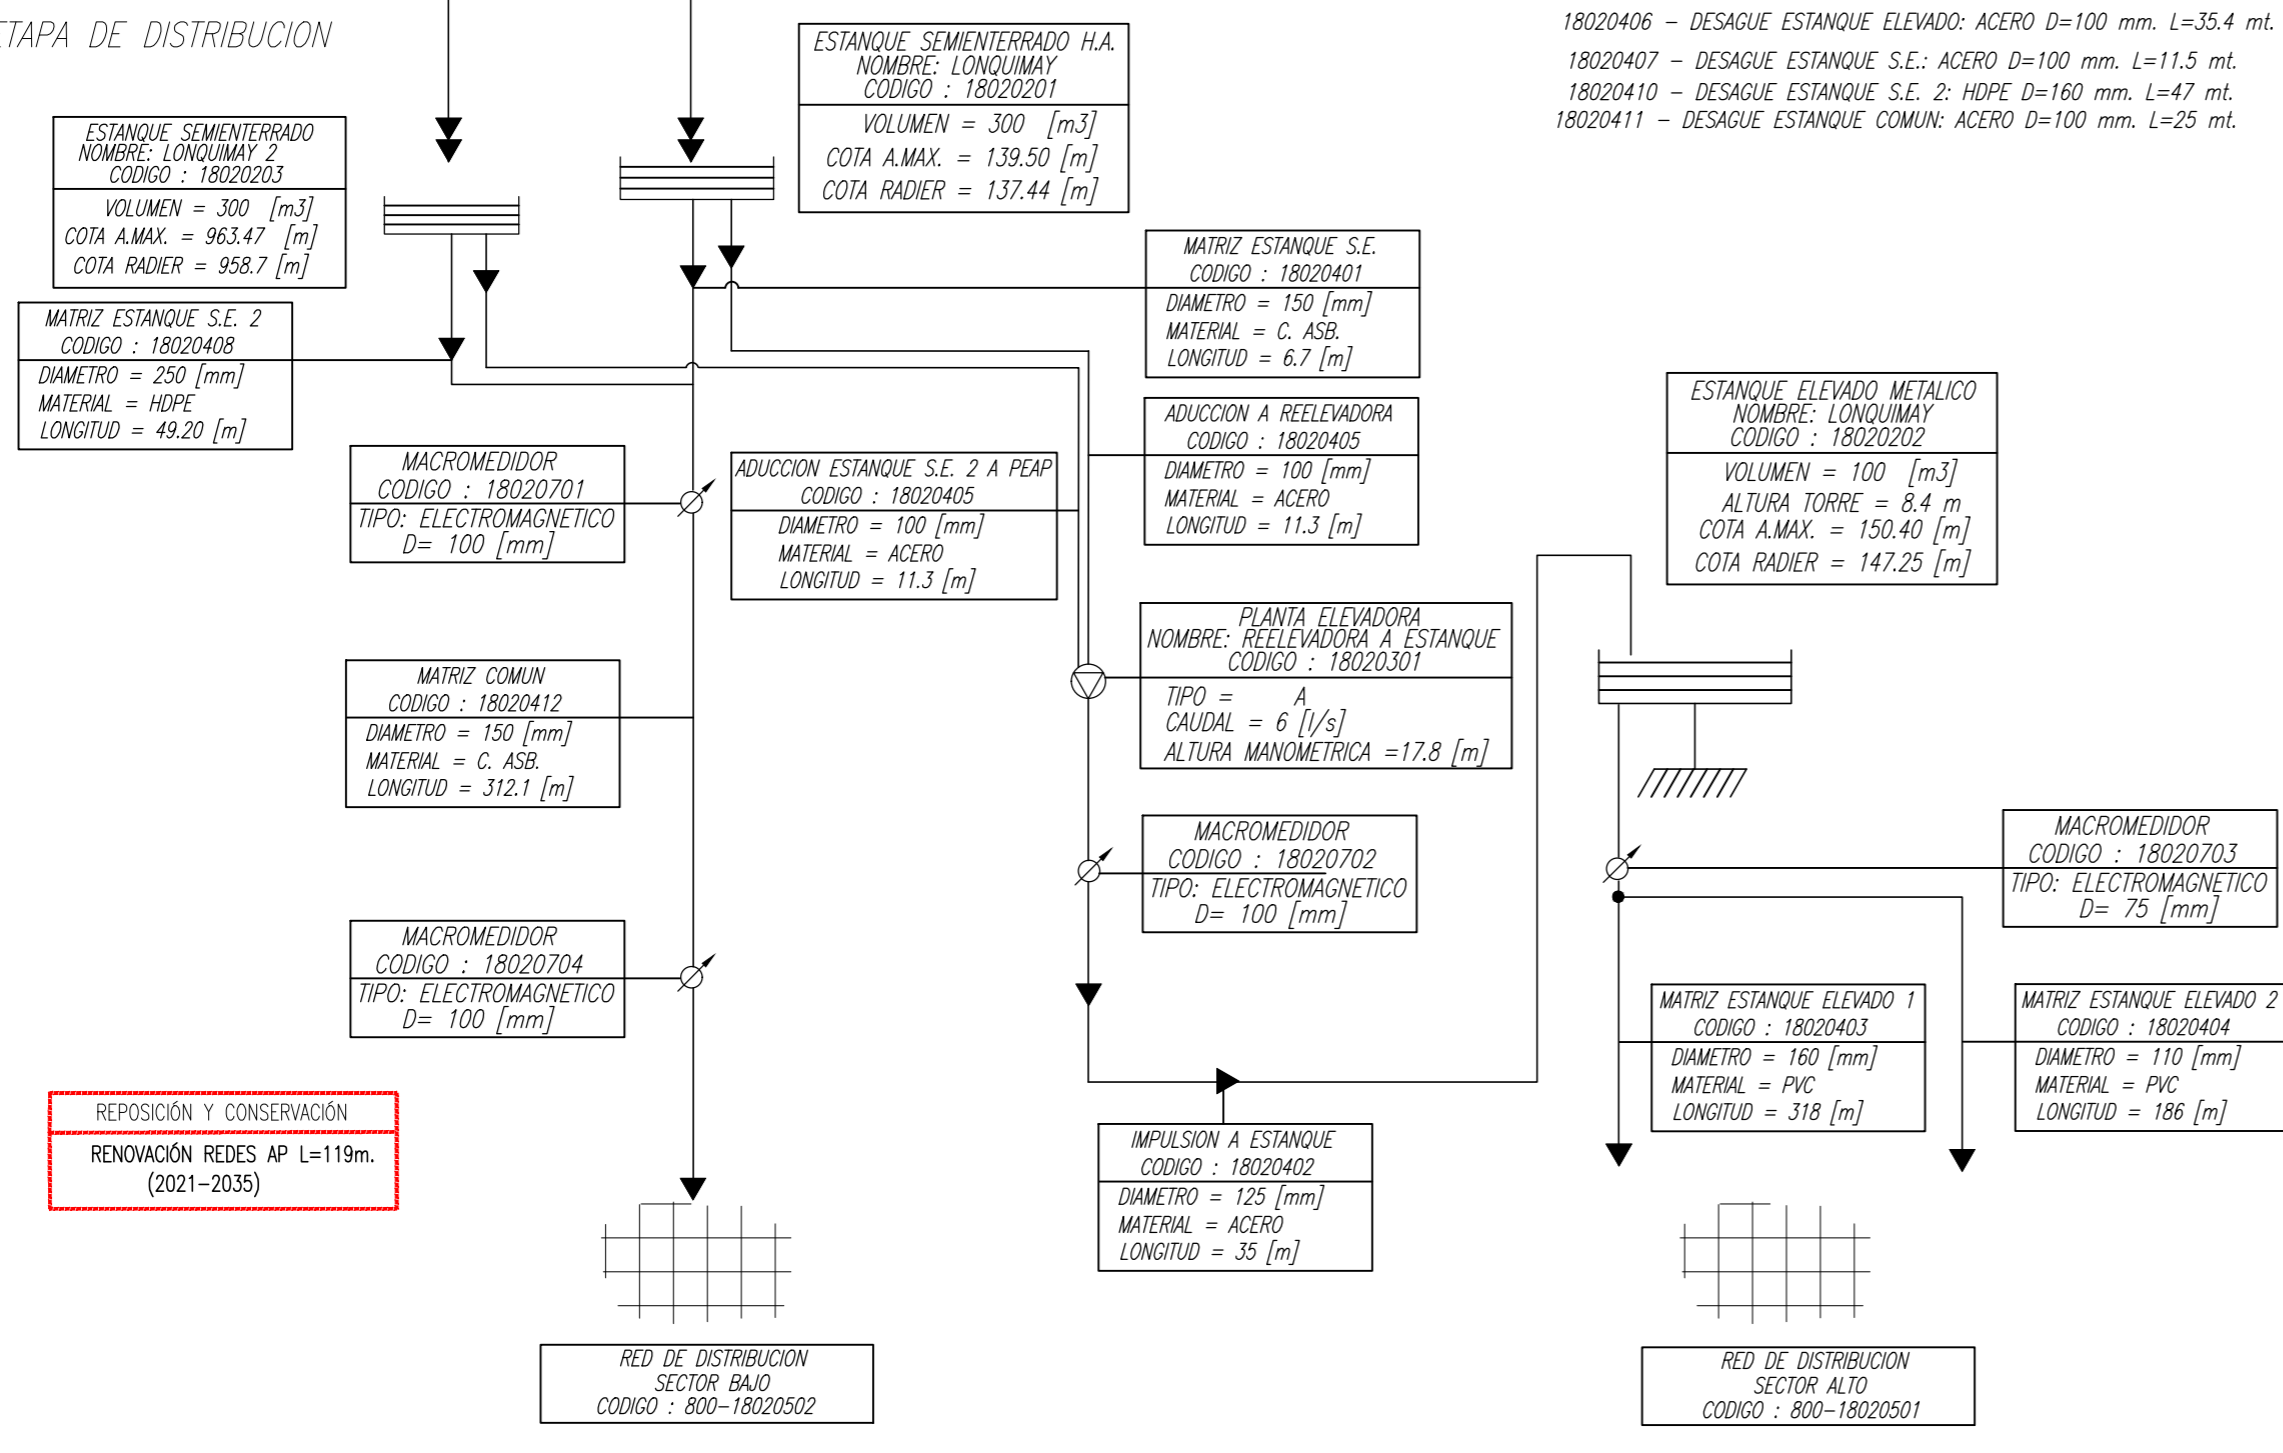 ETAPA DE DISTRIBUCION
18020406 - DESAGUE ESTANQUE ELEVADO: ACERO D=100 mm. L=35.4 mt.
18020407 - DESAGUE ESTANQUE S.E.: ACERO D=100 mm. L=11.5 mt.
18020410 - DESAGUE ESTANQUE S.E. 2: HDPE D=160 mm. L=47 mt.
18020411 - DESAGUE ESTANQUE COMUN: ACERO D=100 mm. L=25 mt.
ESTANQUE SEMIENTERRADO H.A.
NOMBRE: LONQUIMAY
CODIGO : 18020201
VOLUMEN = 300 [m3]
COTA A.MAX. = 139.50 [m]
COTA RADIER = 137.44 [m]
ESTANQUE SEMIENTERRADO
NOMBRE: LONQUIMAY 2
CODIGO : 18020203
VOLUMEN = 300 [m3]
COTA A.MAX. = 963.47 [m]
COTA RADIER = 958.7 [m]
MATRIZ ESTANQUE S.E.
CODIGO : 18020401
DIAMETRO = 150 [mm]
MATERIAL = C. ASB.
LONGITUD = 6.7 [m]
MATRIZ ESTANQUE S.E. 2
CODIGO : 18020408
DIAMETRO = 250 [mm]
MATERIAL = HDPE
LONGITUD = 49.20 [m]
ESTANQUE ELEVADO METALICO
NOMBRE: LONQUIMAY
CODIGO : 18020202
VOLUMEN = 100 [m3]
ALTURA TORRE = 8.4 m
COTA A.MAX. = 150.40 [m]
COTA RADIER = 147.25 [m]
ADUCCION A REELEVADORA
CODIGO : 18020405
DIAMETRO = 100 [mm]
MATERIAL = ACERO
LONGITUD = 11.3 [m]
MACROMEDIDOR
CODIGO : 18020701
TIPO: ELECTROMAGNETICO
D= 100 [mm]
ADUCCION ESTANQUE S.E. 2 A PEAP
CODIGO : 18020405
DIAMETRO = 100 [mm]
MATERIAL = ACERO
LONGITUD = 11.3 [m]
PLANTA ELEVADORA
NOMBRE: REELEVADORA A ESTANQUE
CODIGO : 18020301
TIPO = A
CAUDAL = 6 [l/s]
ALTURA MANOMETRICA =17.8 [m]
MATRIZ COMUN
CODIGO : 18020412
DIAMETRO = 150 [mm]
MATERIAL = C. ASB.
LONGITUD = 312.1 [m]
MACROMEDIDOR
CODIGO : 18020702
TIPO: ELECTROMAGNETICO
D= 100 [mm]
MACROMEDIDOR
CODIGO : 18020703
TIPO: ELECTROMAGNETICO
D= 75 [mm]
MACROMEDIDOR
CODIGO : 18020704
TIPO: ELECTROMAGNETICO
D= 100 [mm]
MATRIZ ESTANQUE ELEVADO 1
CODIGO : 18020403
DIAMETRO = 160 [mm]
MATERIAL = PVC
LONGITUD = 318 [m]
MATRIZ ESTANQUE ELEVADO 2
CODIGO : 18020404
DIAMETRO = 110 [mm]
MATERIAL = PVC
LONGITUD = 186 [m]
REPOSICIÓN Y CONSERVACIÓN
RENOVACIÓN REDES AP L=119m.
(2021-2035)
IMPULSION A ESTANQUE
CODIGO : 18020402
DIAMETRO = 125 [mm]
MATERIAL = ACERO
LONGITUD = 35 [m]
RED DE DISTRIBUCION
SECTOR BAJO
CODIGO : 800-18020502
RED DE DISTRIBUCION
SECTOR ALTO
CODIGO : 800-18020501